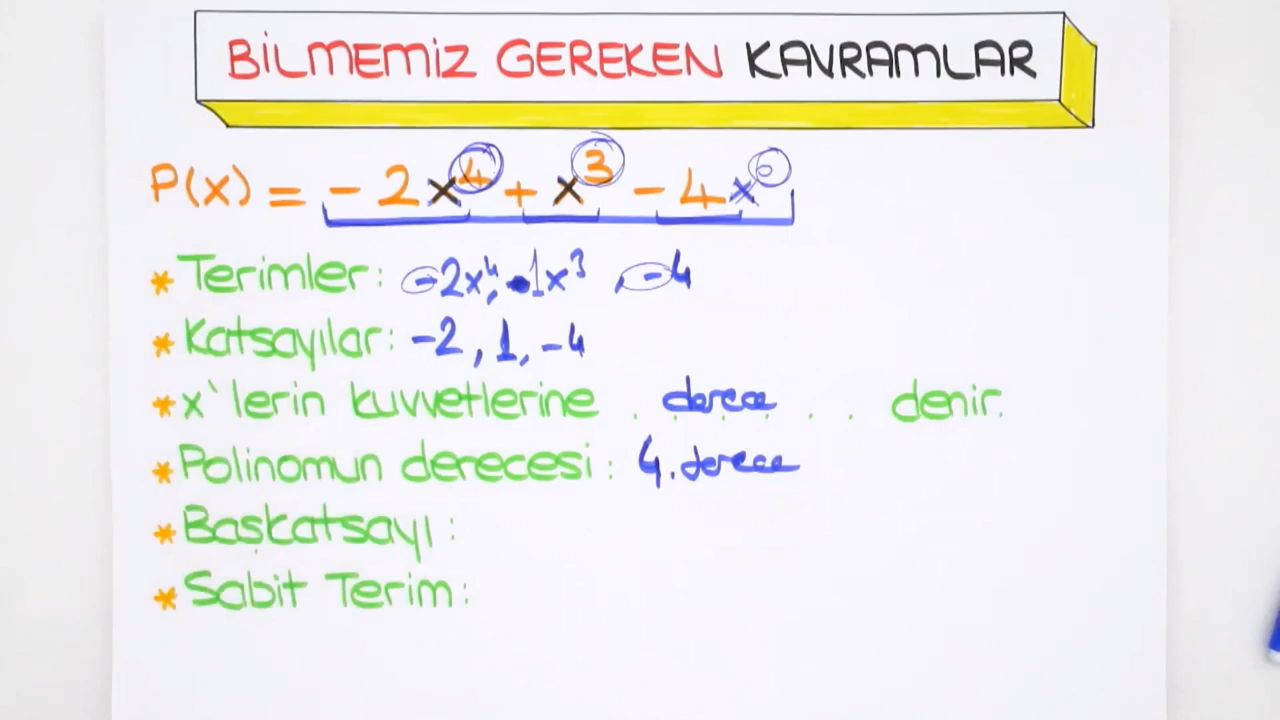 BİLMEMİZ GEREKEN KAVRAMLAR
P(x) = -2x⁴ + x³ - 4x⁰
* Terimler: -2x⁴, 1x³, -4
* Katsayılar: -2, 1, -4
* x'lerin kuvvetlerine . derece . . denir.
* Polinomun derecesi: 4. derece
* Başkatsayı:
* Sabit Terim: